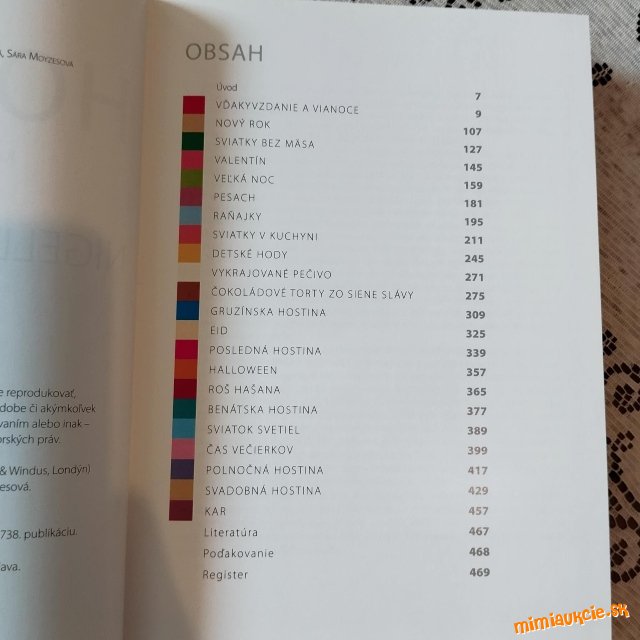 SÁRA MOYZESOVÁ
OBSAH
Úvod 7
VĎAKYVZDANIE A VIANOCE 9
NOVÝ ROK 107
SVIATKY BEZ MÄSA 127
VALENTÍN 145
VEĽKÁ NOC 159
PESACH 181
RAŇAJKY 195
SVIATKY V KUCHYNI 211
DETSKÉ HODY 245
VYKRAJOVANÉ PEČIVO 271
ČOKOLÁDOVÉ TORTY ZO SIENE SLÁVY 275
GRUZÍNSKA HOSTINA 309
EID 325
POSLEDNÁ HOSTINA 339
HALLOWEEN 357
ROŠ HAŠANA 365
BENÁTSKA HOSTINA 377
SVIATOK SVETIEL 389
ČAS VEČIERKOV 399
POLNOČNÁ HOSTINA 417
SVADOBNÁ HOSTINA 429
KAR 457
Literatúra 467
Poďakovanie 468
Register 469
e reprodukovať,
dobe či akýmkoľvek
vaním alebo inak –
orských práv.
& Windus, Londýn)
esová.
738. publikáciu.
ava.
mimiaukcie.sk